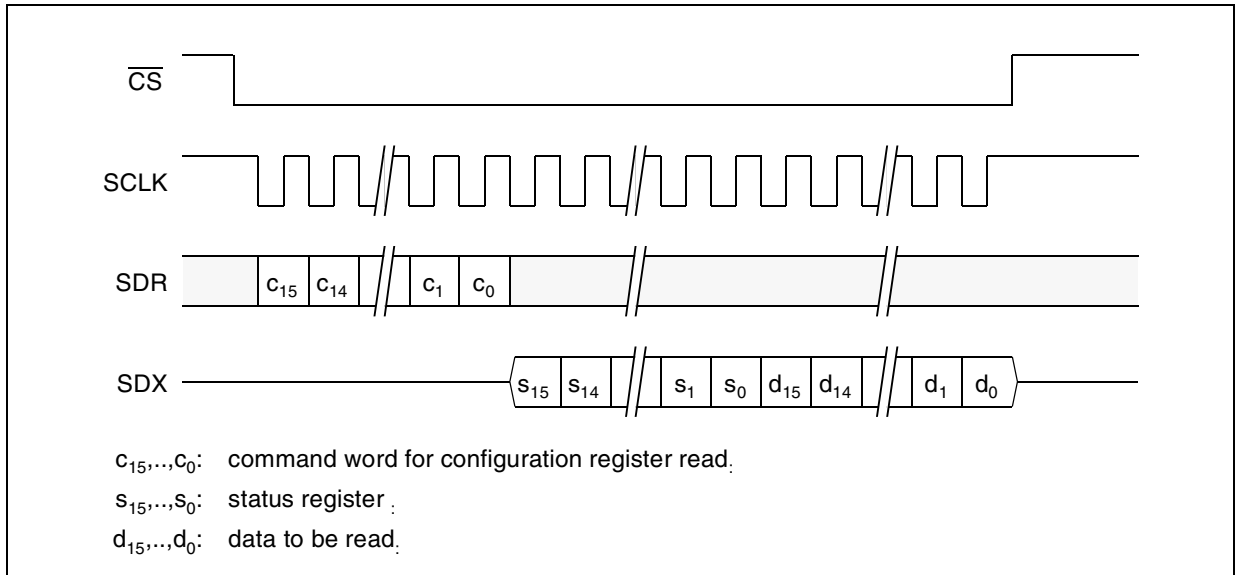 CS
SCLK
SDR c15 c14 c1 c0
SDX s15 s14 s1 s0 d15 d14 d1 d0
c15,..,c0: command word for configuration register read:
s15,..,s0: status register :
d15,..,d0: data to be read: